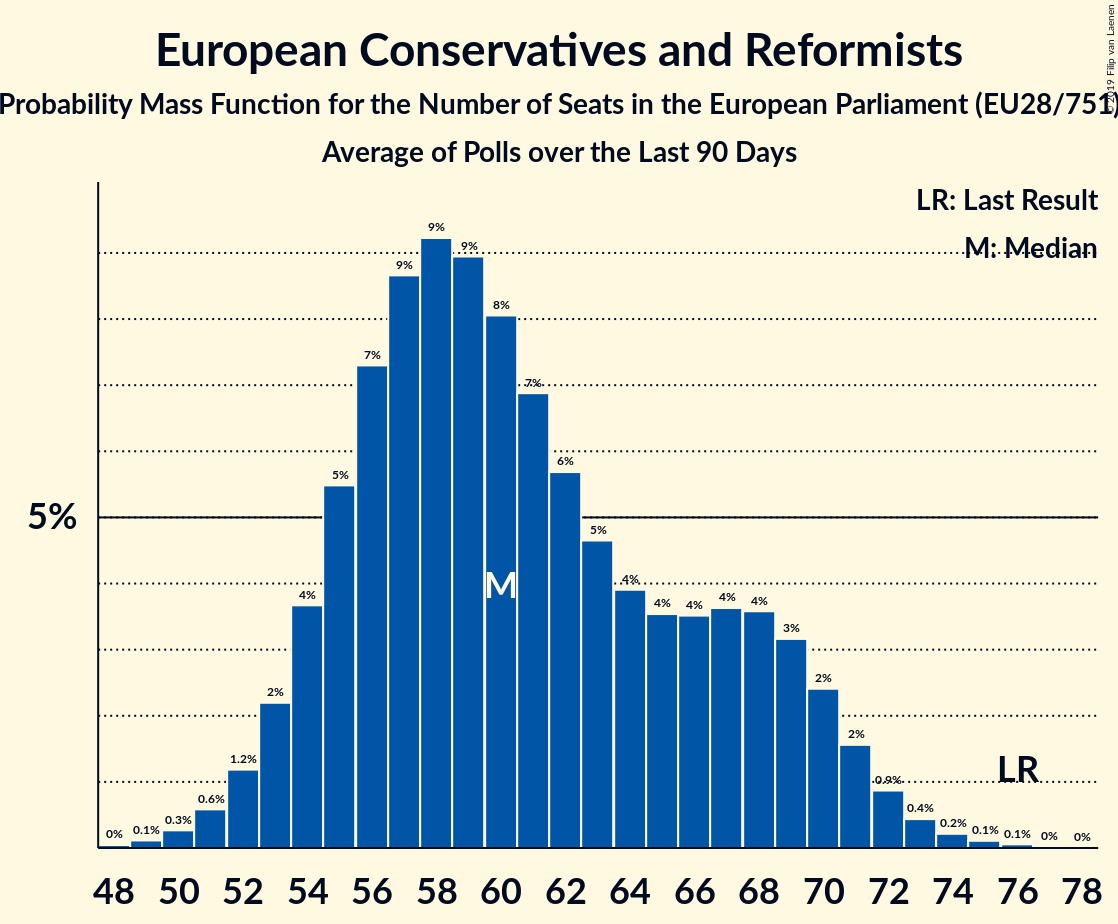 European Conservatives and Reformists
Probability Mass Function for the Number of Seats in the European Parliament (EU28/751)
Average of Polls over the Last 90 Days
© 2019 Filip van Laenen
LR: Last Result
M: Median
5%
0% 0.1% 0.3% 0.6% 1.2% 2% 4% 5% 7% 9% 9% 9% 8% 7% 6% 5% 4% 4% 4% 4% 4% 3% 2% 2% 0.9% 0.4% 0.2% 0.1% 0.1% 0% 0%
M
LR
48 50 52 54 56 58 60 62 64 66 68 70 72 74 76 78